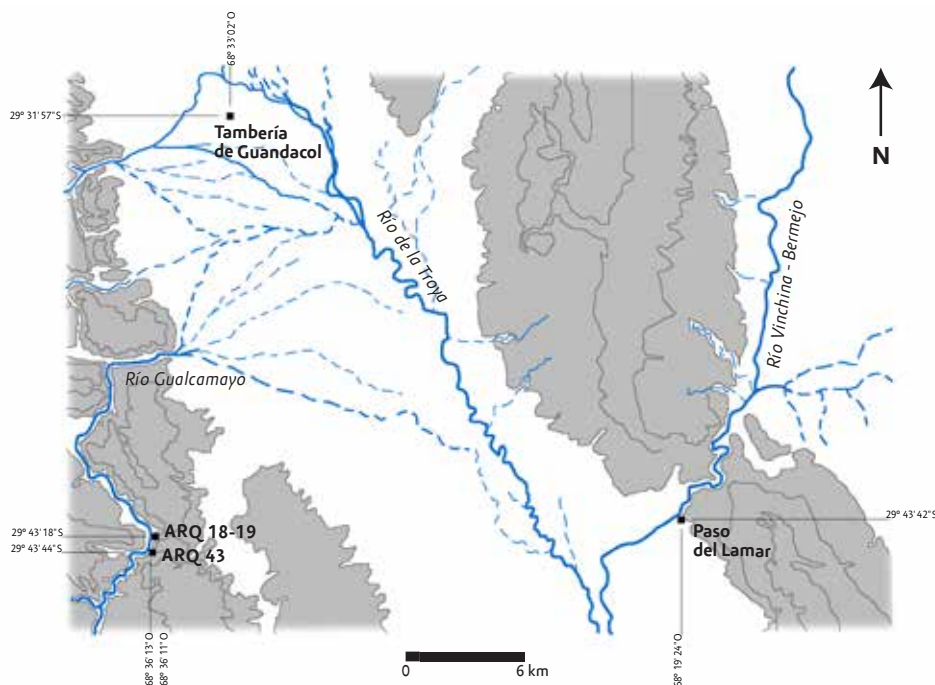 68° 33'02" O
29° 31'57"S
Tambería
de Guandacol
N
Río de la Troya
Río Vinchina - Bermejo
Río Gualcamayo
29° 43'18"S
ARQ 18-19
29° 43'44"S
ARQ 43
29° 43'42"S
Paso
del Lamar
68° 36'13" O
68° 36'11" O
68° 19'24" O
0 6 km